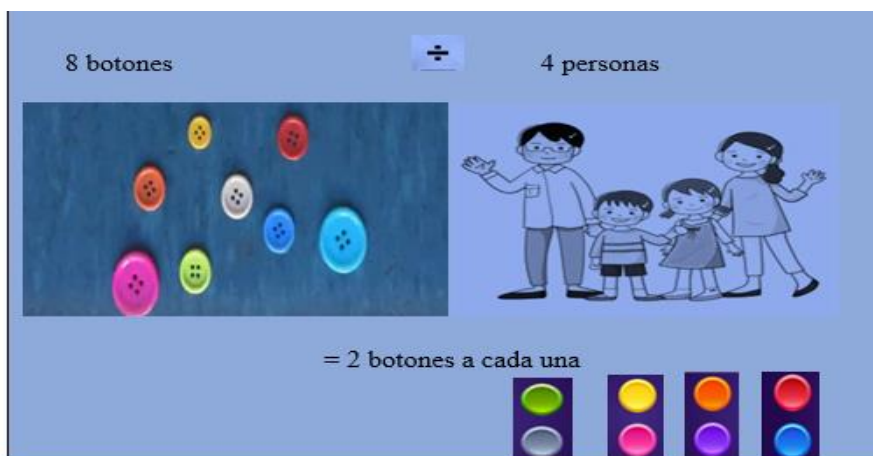 8 botones ÷ 4 personas
= 2 botones a cada una